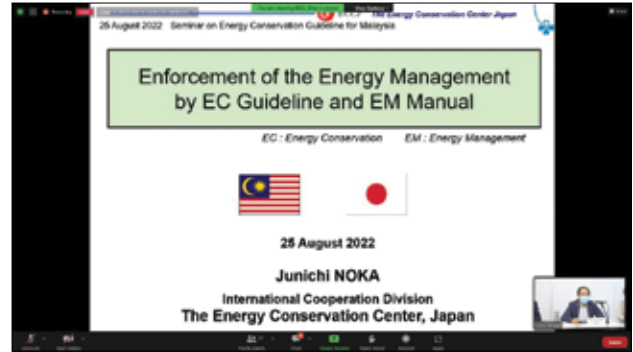 The Energy Conservation Center Japan
25 August 2022 Seminar on Energy Conservation Guideline for Malaysia
Enforcement of the Energy Management
by EC Guideline and EM Manual
EC : Energy Conservation EM : Energy Management
25 August 2022
Junichi NOKA
International Cooperation Division
The Energy Conservation Center, Japan